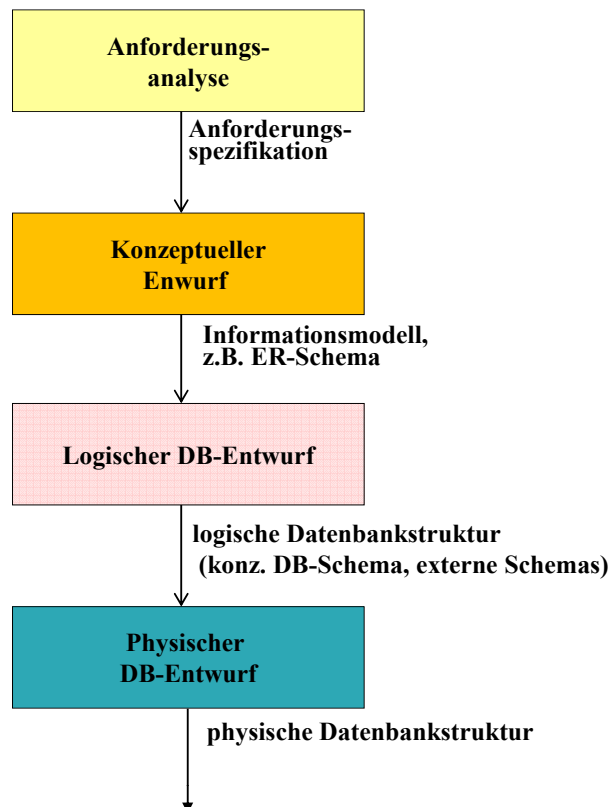 Anforderungs-
analyse
Anforderungs-
spezifikation
Konzeptueller
Enwurf
Informationsmodell,
z.B. ER-Schema
Logischer DB-Entwurf
logische Datenbankstruktur
(konz. DB-Schema, externe Schemas)
Physischer
DB-Entwurf
physische Datenbankstruktur